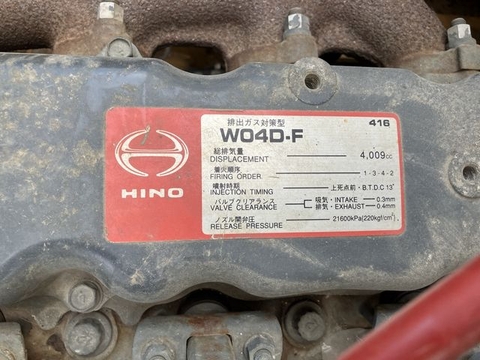 排出ガス対策型 416
W04D-F
HINO
総排気量
DISPLACEMENT 4,009cc
着火順序
FIRING ORDER 1-3-4-2
噴射時期
INJECTION TIMING 上死点前・B.T.D.C 13°
バルブクリアランス 吸気・INTAKE 0.3mm
VALVE CLEARANCE 排気・EXHAUST 0.4mm
ノズル開弁圧
RELEASE PRESSURE 21600kPa(220kgf/cm²)